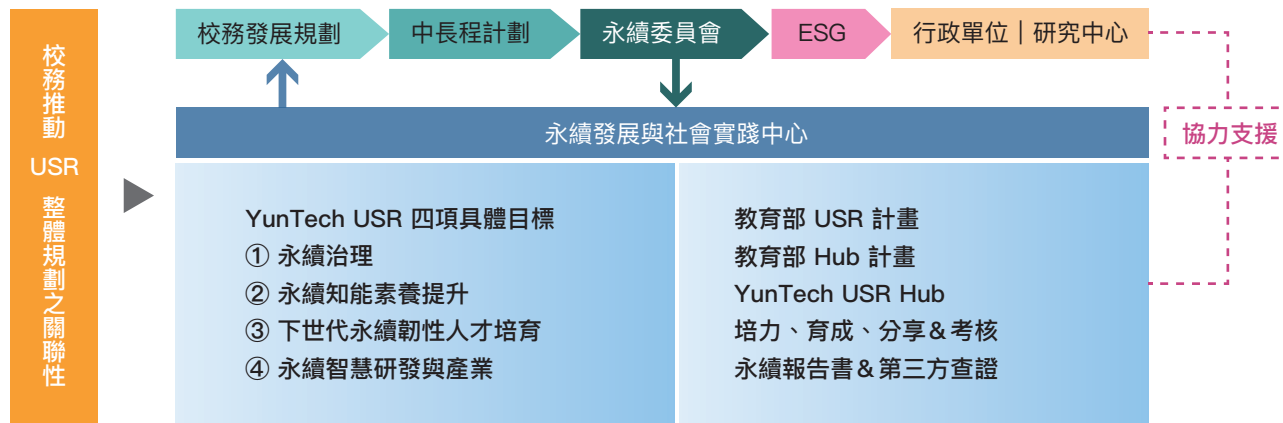 校務推動 USR 整體規劃之關聯性
校務發展規劃
中長程計劃
永續委員會
ESG
行政單位｜研究中心
永續發展與社會實踐中心
協力支援
YunTech USR 四項具體目標
① 永續治理
② 永續知能素養提升
③ 下世代永續韌性人才培育
④ 永續智慧研發與產業
教育部 USR 計畫
教育部 Hub 計畫
YunTech USR Hub
培力、育成、分享＆考核
永續報告書＆第三方查證